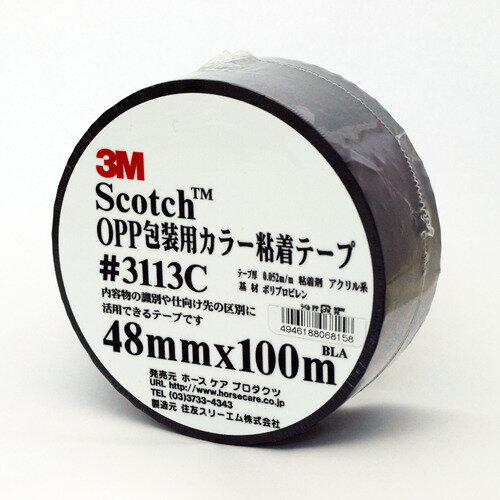 3M
Scotch™
OPP包装用カラー粘着テープ
#3113C
テープ厚 0.052m/m 粘着剤 アクリル系
基 材 ポリプロピレン
内容物の識別や仕向け先の区別に
活用できるテープです
4946188068158
BLA
48mmx100m
発売元 ホース ケア プロダクツ
URL http://www.horsecare.co.jp
TEL (03)3733-4343
製造元 住友スリーエム株式会社